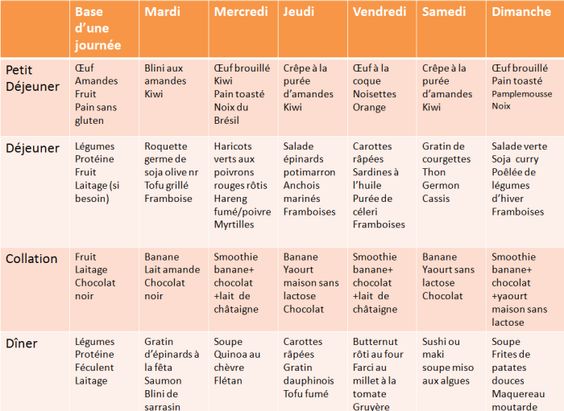 Base
d’une
journée
Mardi
Mercredi
Jeudi
Vendredi
Samedi
Dimanche
Petit
Déjeuner
Œuf
Amandes
Fruit
Pain sans
gluten
Blini aux
amandes
Kiwi
Œuf brouillé
Kiwi
Pain toasté
Noix du
Brésil
Crêpe à la
purée
d’amandes
Kiwi
Œuf à la
coque
Noisettes
Orange
Crêpe à la
purée
d’amandes
Kiwi
Œuf brouillé
Pain toasté
Pamplemousse
Noix
Déjeuner
Légumes
Protéine
Fruit
Laitage (si
besoin)
Roquette
germe de
soja olive nr
Tofu grillé
Framboise
Haricots
verts aux
poivrons
rouges rôtis
Hareng
fumé/poivre
Myrtilles
Salade
épinards
potimarron
Anchois
marinés
Framboises
Carottes
râpées
Sardines à
l’huile
Purée de
céleri
Framboises
Gratin de
courgettes
Thon
Germon
Cassis
Salade verte
Soja curry
Poêlée de
légumes
d’hiver
Framboises
Collation
Fruit
Laitage
Chocolat
noir
Banane
Lait amande
Chocolat
noir
Smoothie
banane+
chocolat
+lait de
châtaigne
Banane
Yaourt
maison sans
lactose
Chocolat
Smoothie
banane+
chocolat
+lait de
châtaigne
Banane
Yaourt sans
lactose
Chocolat
Smoothie
banane+
chocolat
+yaourt
maison sans
lactose
Dîner
Légumes
Protéine
Féculent
Laitage
Gratin
d’épinards à
la fêta
Saumon
Blini de
sarrasin
Soupe
Quinoa au
chèvre
Flétan
Carottes
râpées
Gratin
dauphinois
Tofu fumé
Butternut
rôti au four
Farci au
millet à la
tomate
Gruyère
Sushi ou
maki
soupe miso
aux algues
Soupe
Frites de
patates
douces
Maquereau
moutarde